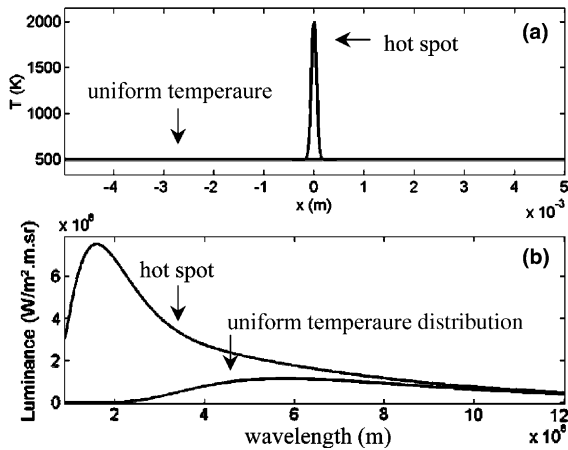 2000
1500
1000
500
T (K)
(a)
hot spot
uniform temperaure
-4
-3
-2
-1
0
1
2
3
4
5
x (m)
x 10⁻³
x 10⁸
6
4
2
0
Luminance (W/m².m.sr)
(b)
hot spot
uniform temperaure distribution
2
4
6
8
10
12
wavelength (m)
x 10⁶